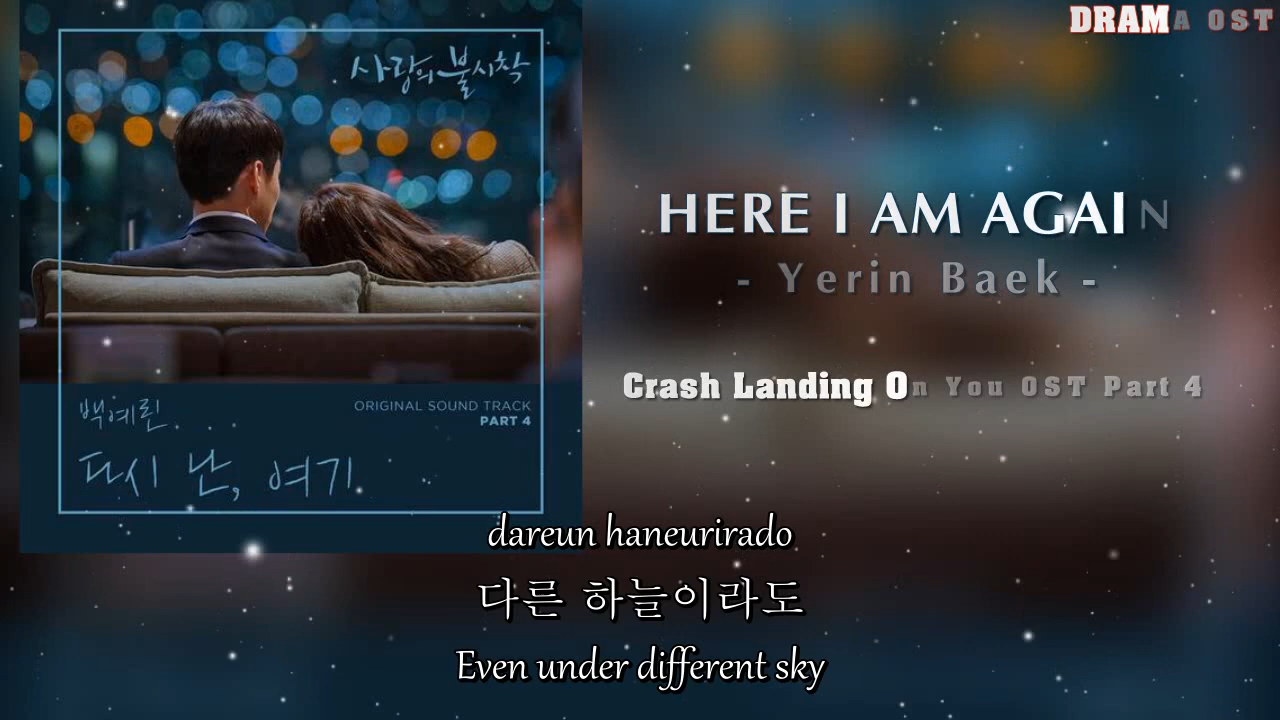 DRAMA OST
사랑의 불시착
HERE I AM AGAIN
- Yerin Baek -
Crash Landing On You OST Part 4
백예린
ORIGINAL SOUND TRACK
PART 4
다시 난, 여기
dareun haneurirado
다른 하늘이라도
Even under different sky